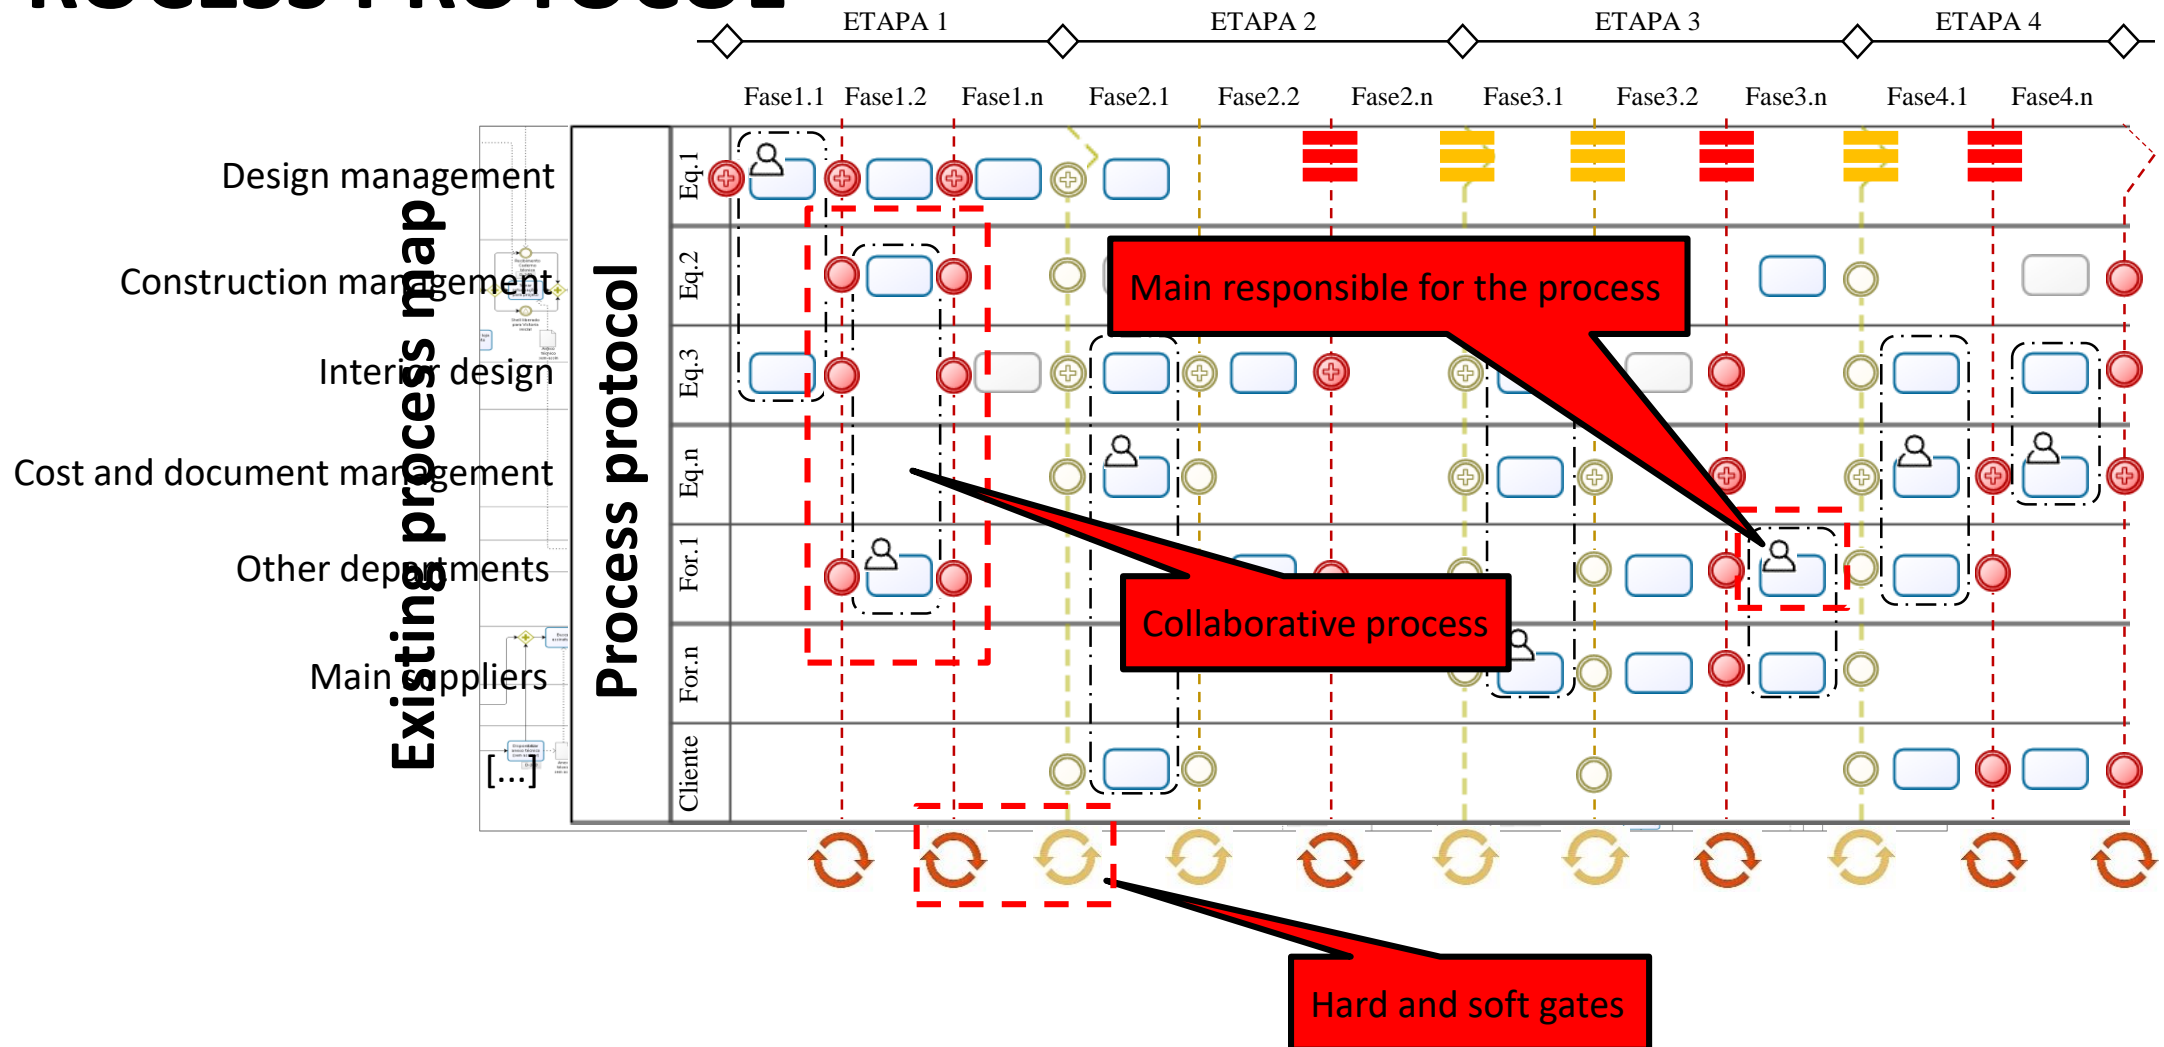 ROCESS PROTOCOL
ETAPA 1
ETAPA 2
ETAPA 3
ETAPA 4
Fase1.1
Fase1.2
Fase1.n
Fase2.1
Fase2.2
Fase2.n
Fase3.1
Fase3.2
Fase3.n
Fase4.1
Fase4.n
Existing process map
Process protocol
Design management
Eq.1
Construction management
Eq.2
Interior design
Eq.3
Cost and document management
Eq.n
Other departments
For.1
Main suppliers
For.n
[...]
Cliente
Main responsible for the process
Collaborative process
Hard and soft gates